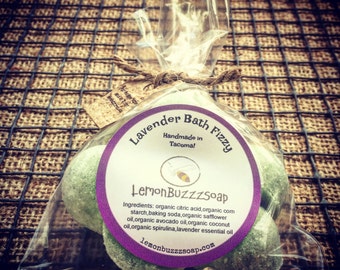 Lavender Bath Fizzy
Handmade in
Tacoma!
LemonBuzzzsoap
Ingredients: organic citric acid,organic corn
starch,baking soda,organic safflower
oil,organic avocado oil,organic coconut
oil,organic spirulina,lavender essential oil
lemonbuzzzsoap.com